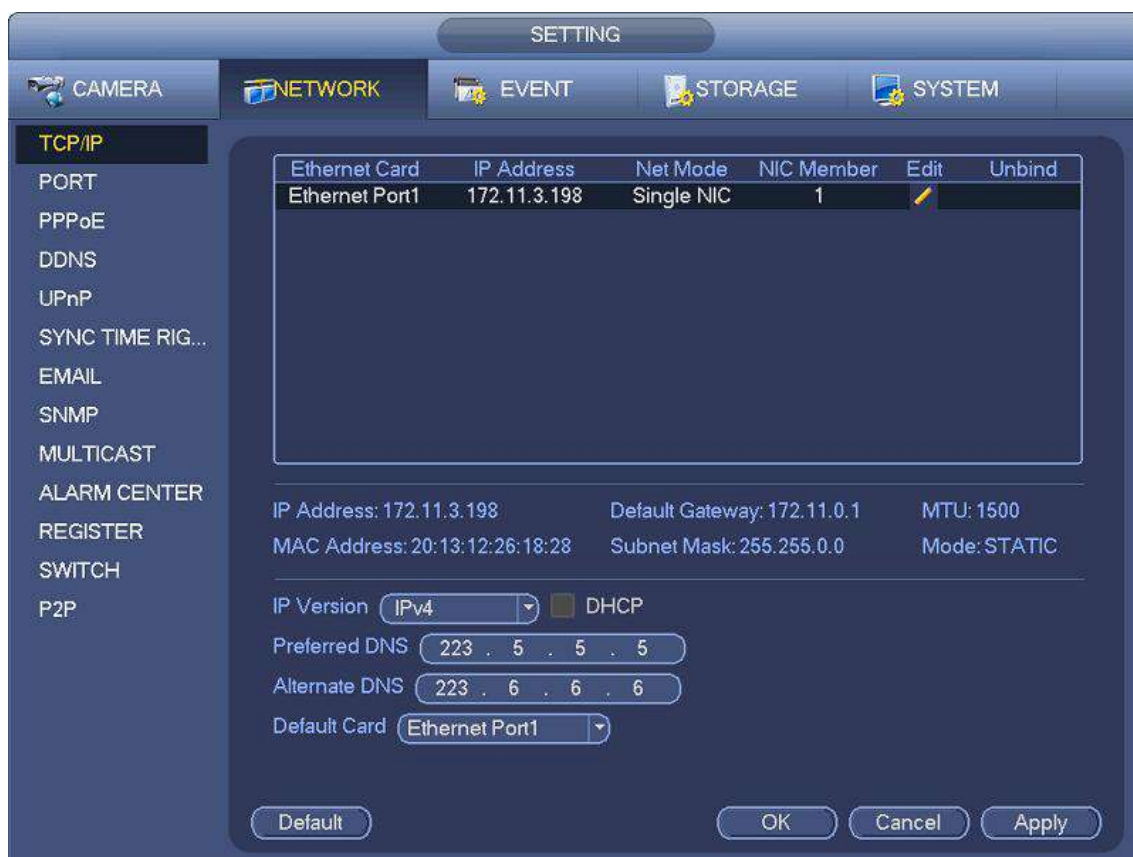 SETTING
CAMERA NETWORK EVENT STORAGE SYSTEM
TCP/IP
PORT
PPPoE
DDNS
UPnP
SYNC TIME RIG...
EMAIL
SNMP
MULTICAST
ALARM CENTER
REGISTER
SWITCH
P2P
Ethernet Card IP Address Net Mode NIC Member Edit Unbind
Ethernet Port1 172.11.3.198 Single NIC 1
IP Address: 172.11.3.198 Default Gateway: 172.11.0.1 MTU: 1500
MAC Address: 20:13:12:26:18:28 Subnet Mask: 255.255.0.0 Mode: STATIC
IP Version IPv4 DHCP
Preferred DNS 223 . 5 . 5 . 5
Alternate DNS 223 . 6 . 6 . 6
Default Card Ethernet Port1
Default OK Cancel Apply